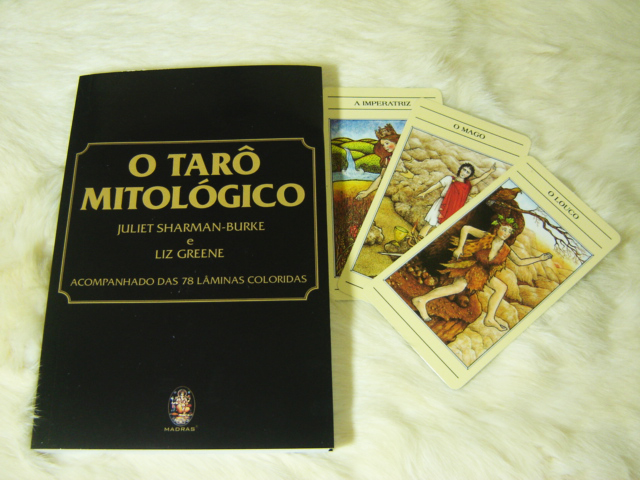 O TARÔ
MITOLÓGICO
JULIET SHARMAN-BURKE
e
LIZ GREENE
ACOMPANHADO DAS 78 LÂMINAS COLORIDAS
MADRAS
A IMPERATRIZ
O MAGO
O LOUCO